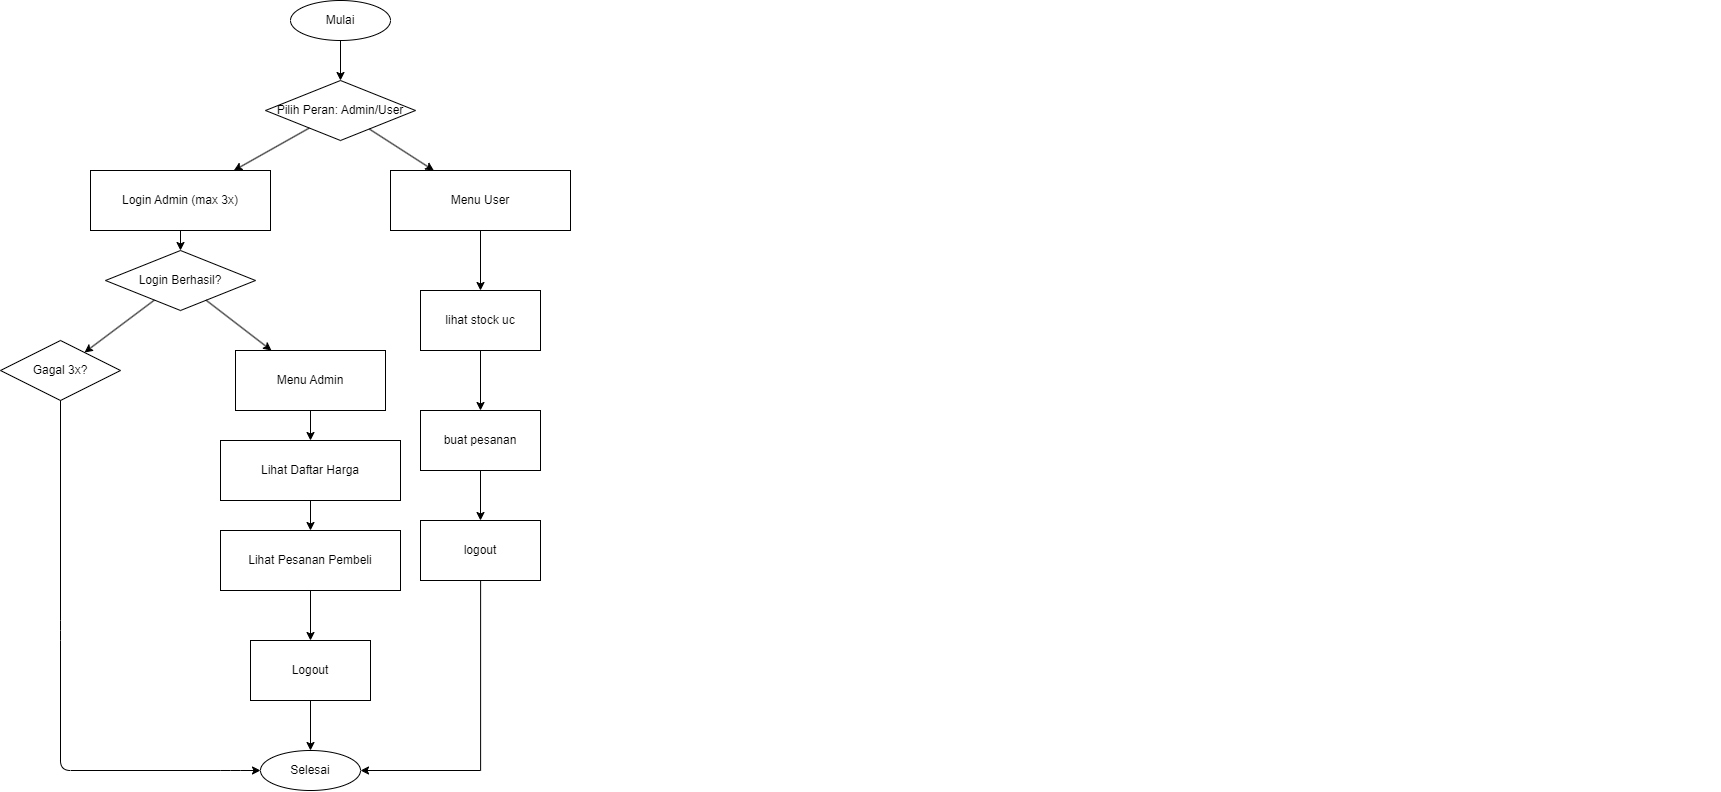 Mulai
Pilih Peran: Admin/User
Login Admin (max 3x)
Menu User
Login Berhasil?
lihat stock uc
Gagal 3x?
Menu Admin
buat pesanan
Lihat Daftar Harga
logout
Lihat Pesanan Pembeli
Logout
Selesai